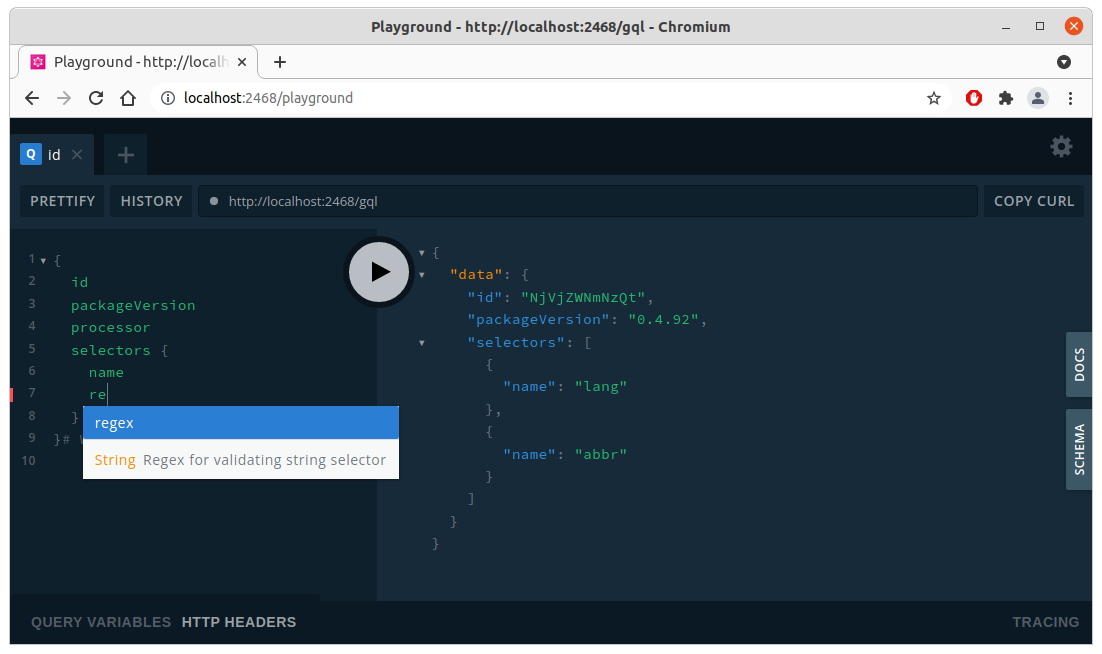 Playground - http://localhost:2468/gql - Chromium
Playground - http://localh
localhost:2468/playground
Q id
PRETTIFY HISTORY http://localhost:2468/gql COPY CURL
1 {
2 id
3 packageVersion
4 processor
5 selectors {
6 name
7 re
8 }
9 }#
10
regex
String Regex for validating string selector
{
"data": {
"id": "NjVjZWNmNzQt",
"packageVersion": "0.4.92",
"selectors": [
{
"name": "lang"
},
{
"name": "abbr"
}
]
}
}
DOCS
SCHEMA
QUERY VARIABLES HTTP HEADERS TRACING